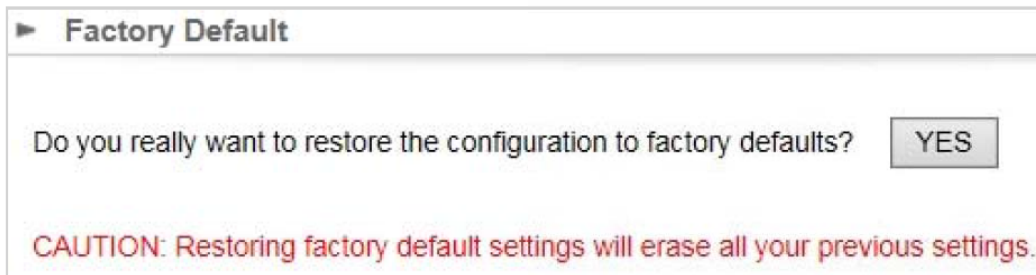 Factory Default
Do you really want to restore the configuration to factory defaults? YES
CAUTION: Restoring factory default settings will erase all your previous settings.